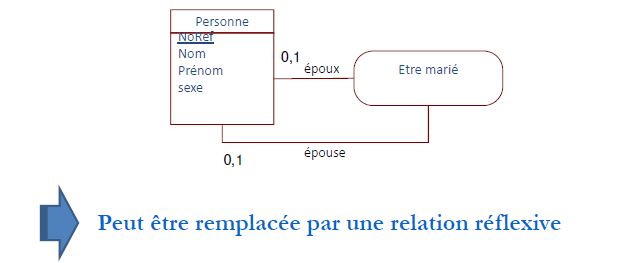 Personne
NoRef
Nom
Prénom
sexe
0,1
époux
Etre marié
0,1
épouse
Peut être remplacée par une relation réflexive